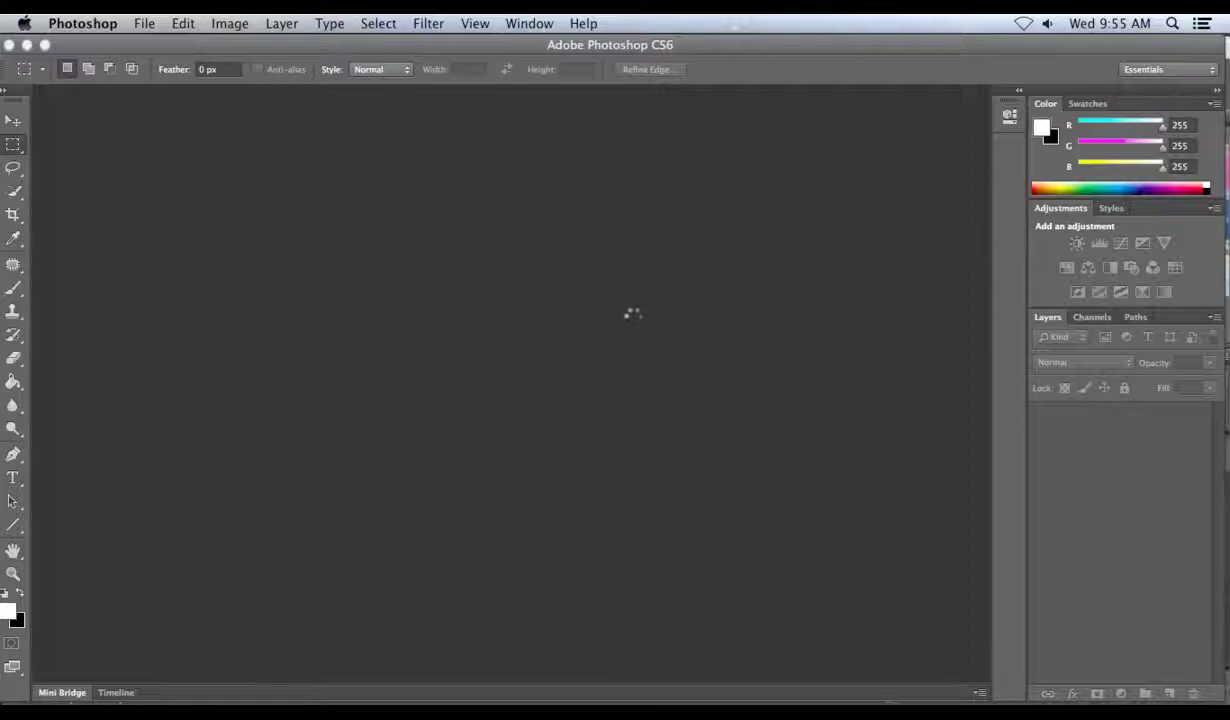 Photoshop File Edit Image Layer Type Select Filter View Window Help Wed 9:55 AM
Adobe Photoshop CS6
Feather: 0 px Anti-alias Style: Normal Width: Height: Refine Edge... Essentials
Color Swatches
R 255
G 255
B 255
Adjustments Styles
Add an adjustment
Layers Channels Paths
Kind
Normal Opacity:
Lock: Fill:
Mini Bridge Timeline